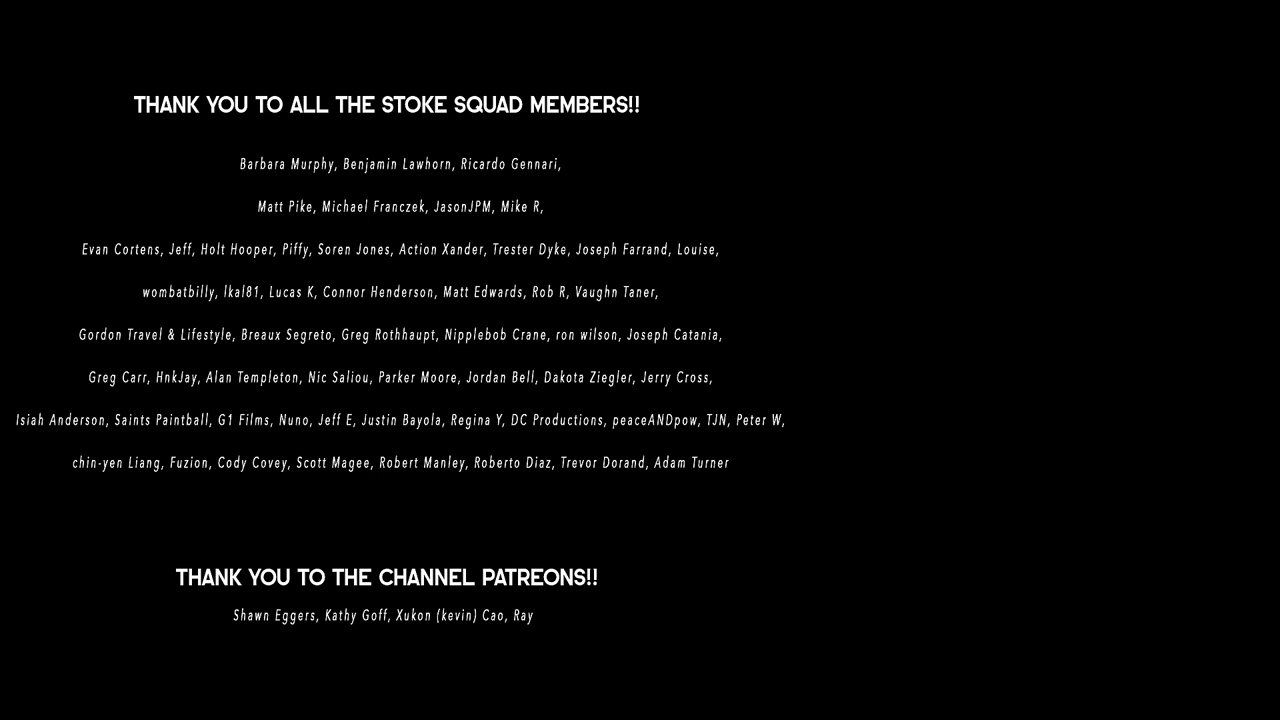 THANK YOU TO ALL THE STOKE SQUAD MEMBERS!!
Barbara Murphy, Benjamin Lawhorn, Ricardo Gennari,
Matt Pike, Michael Franczek, JasonJPM, Mike R,
Evan Cortens, Jeff, Holt Hooper, Piffy, Soren Jones, Action Xander, Trester Dyke, Joseph Farrand, Louise,
wombatbilly, lkal81, Lucas K, Connor Henderson, Matt Edwards, Rob R, Vaughn Taner,
Gordon Travel & Lifestyle, Breaux Segreto, Greg Rothhaupt, Nipplebob Crane, ron wilson, Joseph Catania,
Greg Carr, HnkJay, Alan Templeton, Nic Saliou, Parker Moore, Jordan Bell, Dakota Ziegler, Jerry Cross,
Isiah Anderson, Saints Paintball, G1 Films, Nuno, Jeff E, Justin Bayola, Regina Y, DC Productions, peaceANDpow, TJN, Peter W,
chin-yen Liang, Fuzion, Cody Covey, Scott Magee, Robert Manley, Roberto Diaz, Trevor Dorand, Adam Turner
THANK YOU TO THE CHANNEL PATREONS!!
Shawn Eggers, Kathy Goff, Xukon (kevin) Cao, Ray